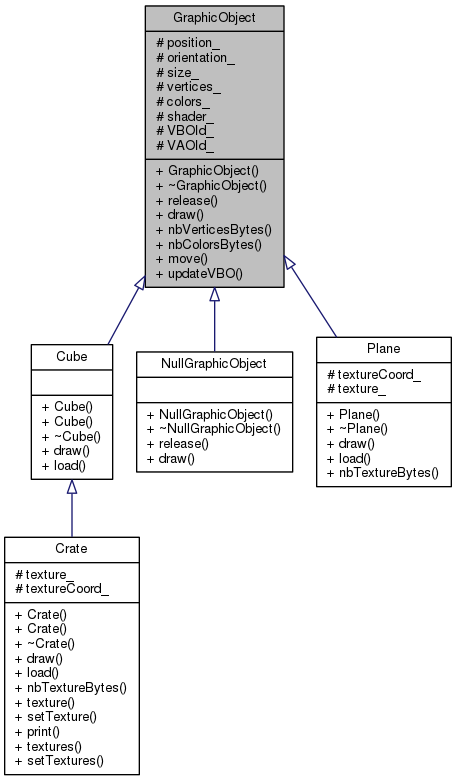 GraphicObject
# position_
# orientation_
# size_
# vertices_
# colors_
# shader_
# VBOId_
# VAOId_
+ GraphicObject()
+ ~GraphicObject()
+ release()
+ draw()
+ nbVerticesBytes()
+ nbColorsBytes()
+ move()
+ updateVBO()
Cube
+ Cube()
+ Cube()
+ ~Cube()
+ draw()
+ load()
NullGraphicObject
+ NullGraphicObject()
+ ~NullGraphicObject()
+ release()
+ draw()
Plane
# textureCoord_
# texture_
+ Plane()
+ ~Plane()
+ draw()
+ load()
+ nbTextureBytes()
Crate
# texture_
# textureCoord_
+ Crate()
+ Crate()
+ ~Crate()
+ draw()
+ load()
+ nbTextureBytes()
+ texture()
+ setTexture()
+ print()
+ textures()
+ setTextures()